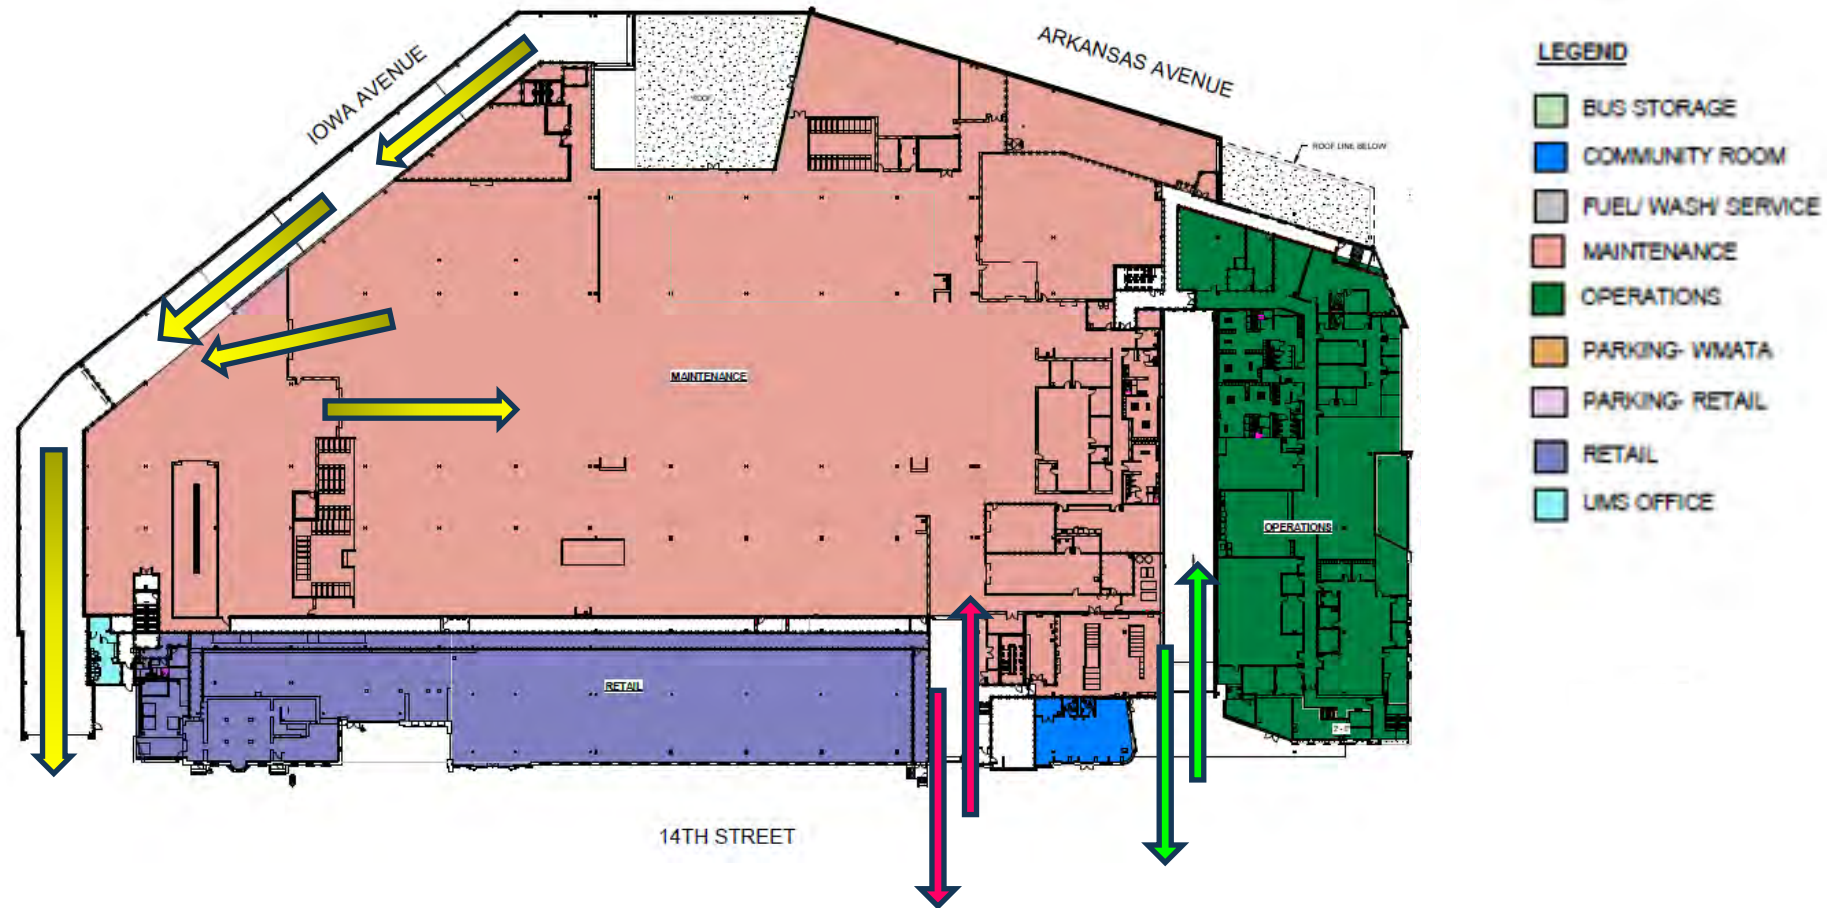 IOWA AVENUE
ARKANSAS AVENUE
ROOF
ROOF LINE BELOW
MAINTENANCE
OPERATIONS
RETAIL
14TH STREET
LEGEND
BUS STORAGE
COMMUNITY ROOM
FUEL/ WASH/ SERVICE
MAINTENANCE
OPERATIONS
PARKING- WMATA
PARKING- RETAIL
RETAIL
UMS OFFICE